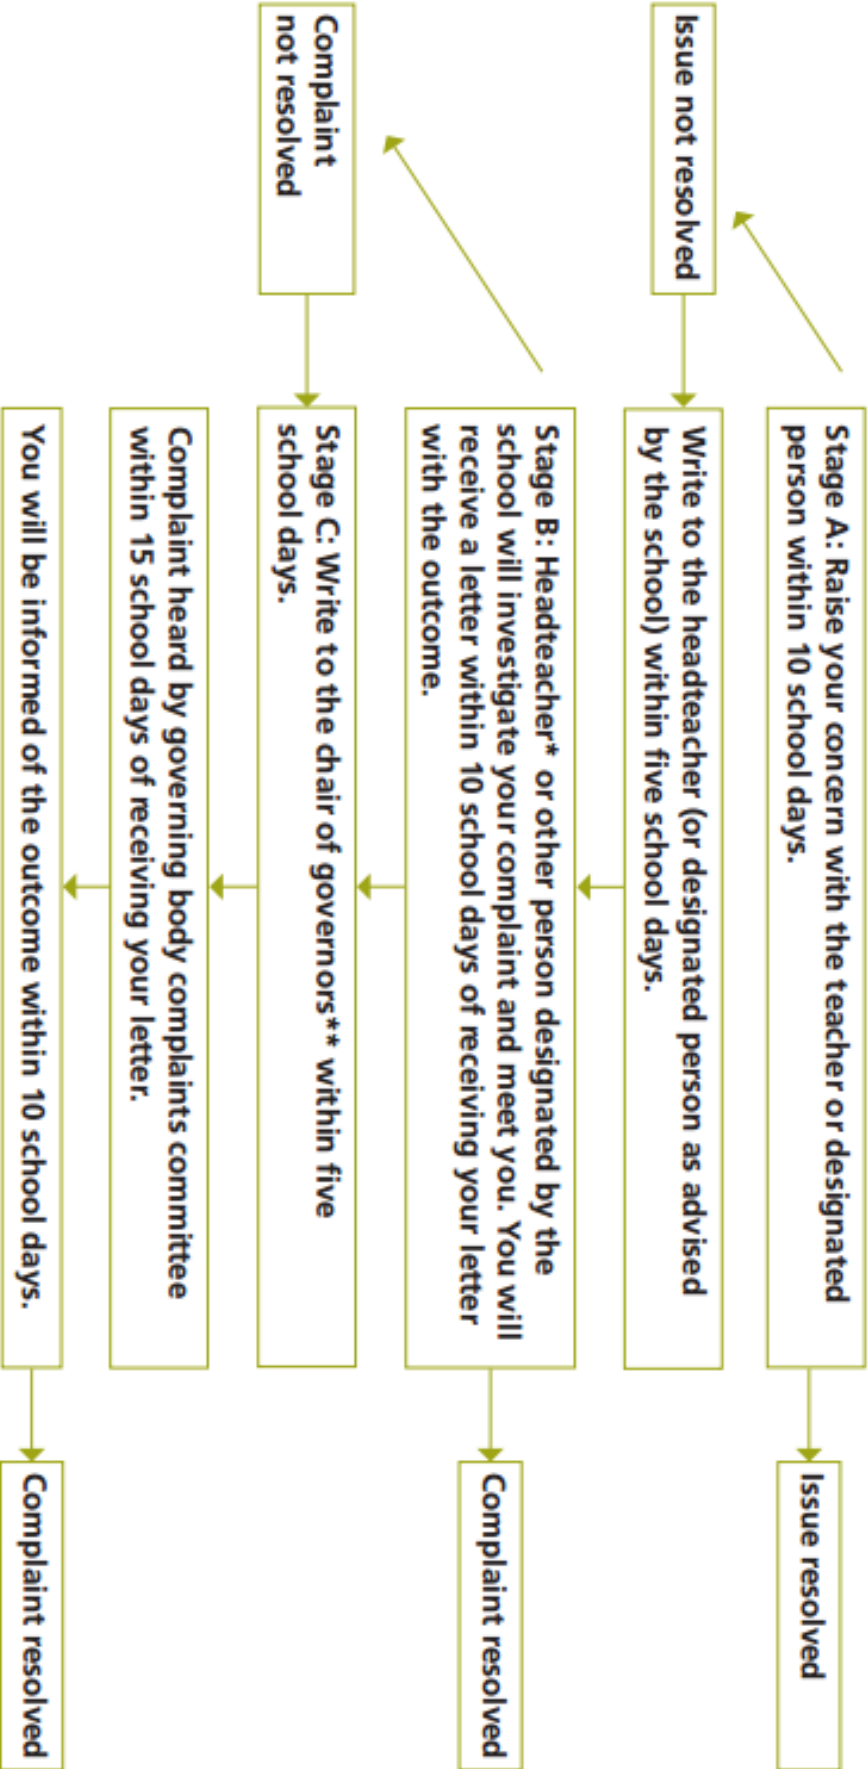 Stage A: Raise your concern with the teacher or designated
person within 10 school days.
Issue resolved
Issue not resolved
Write to the headteacher (or designated person as advised
by the school) within five school days.
Stage B: Headteacher* or other person designated by the
school will investigate your complaint and meet you. You will
receive a letter within 10 school days of receiving your letter
with the outcome.
Complaint resolved
Complaint
not resolved
Stage C: Write to the chair of governors** within five
school days.
Complaint heard by governing body complaints committee
within 15 school days of receiving your letter.
You will be informed of the outcome within 10 school days.
Complaint resolved